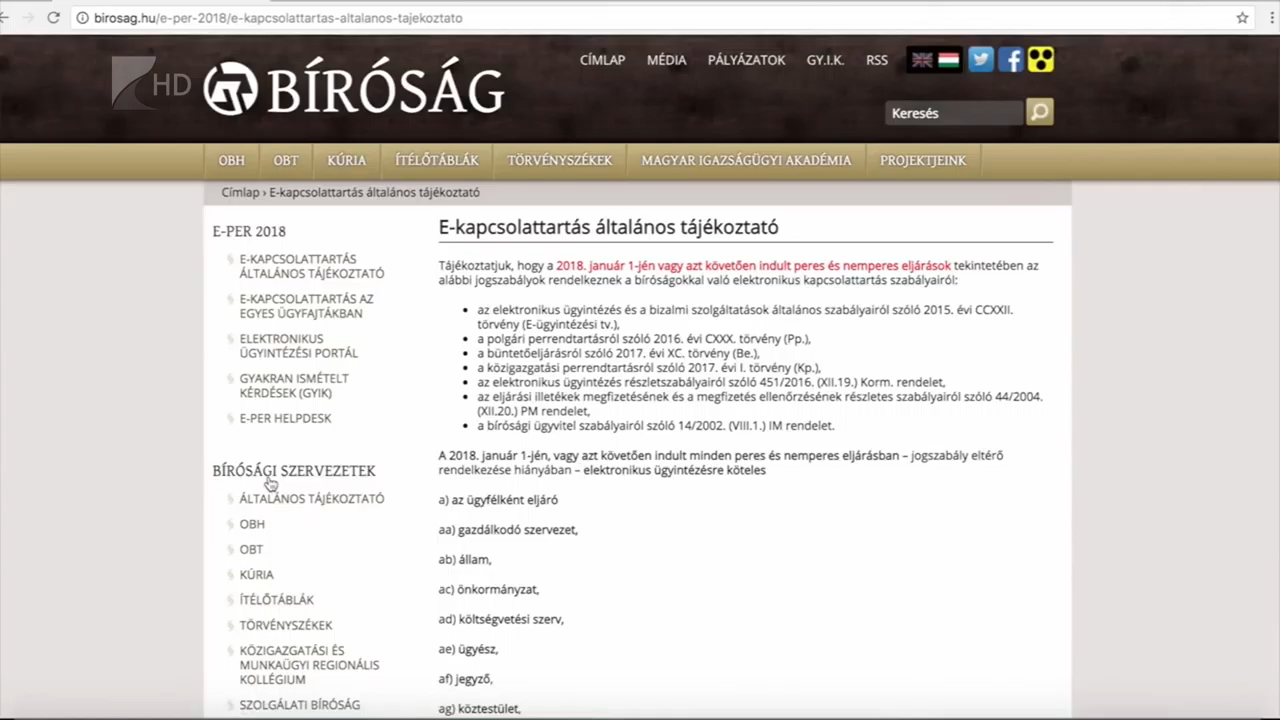 birosag.hu/e-per-2018/e-kapcsolattartas-altalanos-tajekoztato
HD
BÍRÓSÁG
CÍMLAP MÉDIA PÁLYÁZATOK GY.I.K. RSS
Keresés
OBH OBT KÚRIA ÍTÉLŐTÁBLÁK TÖRVÉNYSZÉKEK MAGYAR IGAZSÁGÜGYI AKADÉMIA PROJEKTJEINK
Címlap › E-kapcsolattartás általános tájékoztató
E-PER 2018
E-KAPCSOLATTARTÁS
ÁLTALÁNOS TÁJÉKOZTATÓ
E-KAPCSOLATTARTÁS AZ
EGYES ÜGYFAJTÁKBAN
ELEKTRONIKUS
ÜGYINTÉZÉSI PORTÁL
GYAKRAN ISMÉTELT
KÉRDÉSEK (GYIK)
E-PER HELPDESK
BÍRÓSÁGI SZERVEZETEK
ÁLTALÁNOS TÁJÉKOZTATÓ
OBH
OBT
KÚRIA
ÍTÉLŐTÁBLÁK
TÖRVÉNYSZÉKEK
KÖZIGAZGATÁSI ÉS
MUNKAÜGYI REGIONÁLIS
KOLLÉGIUM
SZOLGÁLATI BÍRÓSÁG
E-kapcsolattartás általános tájékoztató
Tájékoztatjuk, hogy a 2018. január 1-jén vagy azt követően indult peres és nemperes eljárások tekintetében az
alábbi jogszabályok rendelkeznek a bíróságokkal való elektronikus kapcsolattartás szabályairól:
• az elektronikus ügyintézés és a bizalmi szolgáltatások általános szabályairól szóló 2015. évi CCXXII.
törvény (E-ügyintézési tv.),
• a polgári perrendtartásról szóló 2016. évi CXXX. törvény (Pp.),
• a büntetőeljárásról szóló 2017. évi XC. törvény (Be.),
• a közigazgatási perrendtartásról szóló 2017. évi I. törvény (Kp.),
• az elektronikus ügyintézés részletszabályairól szóló 451/2016. (XII.19.) Korm. rendelet,
• az eljárási illetékek megfizetésének és a megfizetés ellenőrzésének részletes szabályairól szóló 44/2004.
(XII.20.) PM rendelet,
• a bírósági ügyvitel szabályairól szóló 14/2002. (VIII.1.) IM rendelet.
A 2018. január 1-jén, vagy azt követően indult minden peres és nemperes eljárásban – jogszabály eltérő
rendelkezése hiányában – elektronikus ügyintézésre köteles
a) az ügyfélként eljáró
aa) gazdálkodó szervezet,
ab) állam,
ac) önkormányzat,
ad) költségvetési szerv,
ae) ügyész,
af) jegyző,
ag) köztestület,